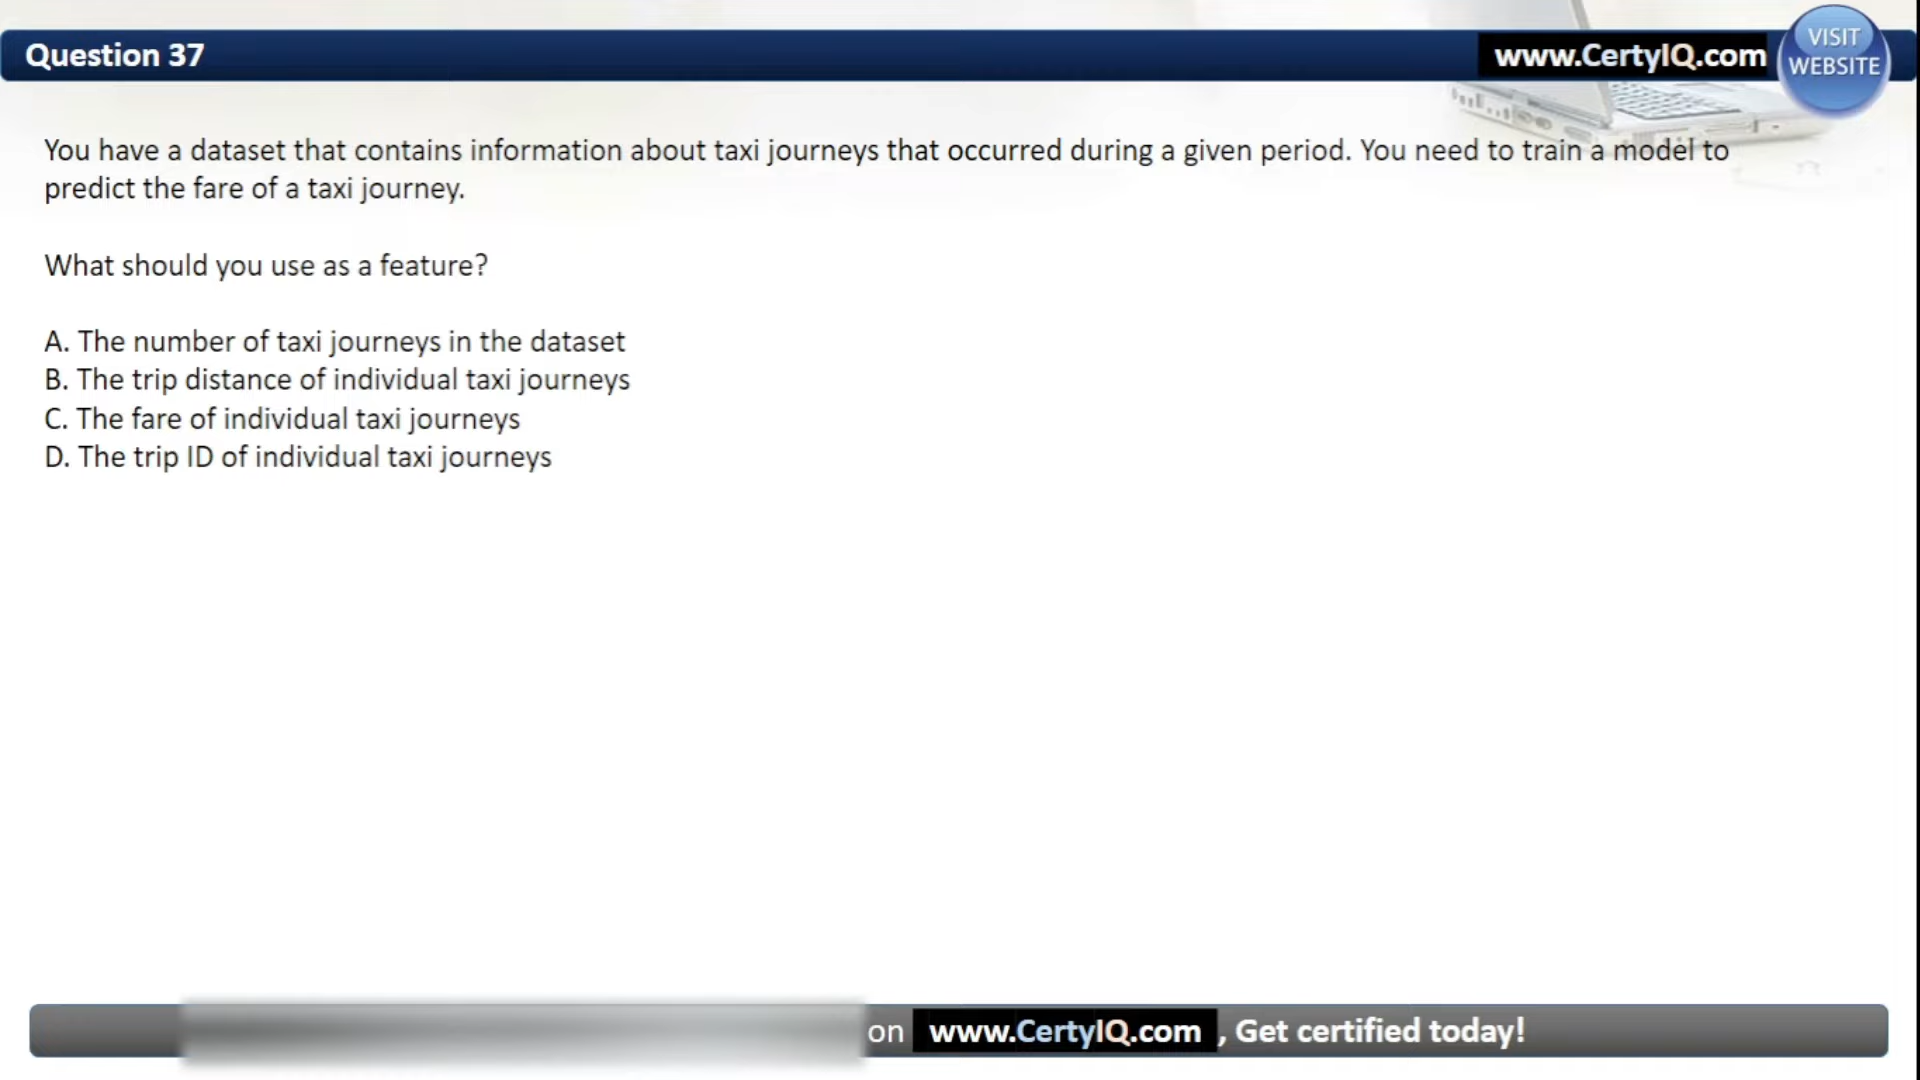 Question 37
www.CertyIQ.com
VISIT
WEBSITE
You have a dataset that contains information about taxi journeys that occurred during a given period. You need to train a model to
predict the fare of a taxi journey.
What should you use as a feature?
A. The number of taxi journeys in the dataset
B. The trip distance of individual taxi journeys
C. The fare of individual taxi journeys
D. The trip ID of individual taxi journeys
on www.CertyIQ.com , Get certified today!